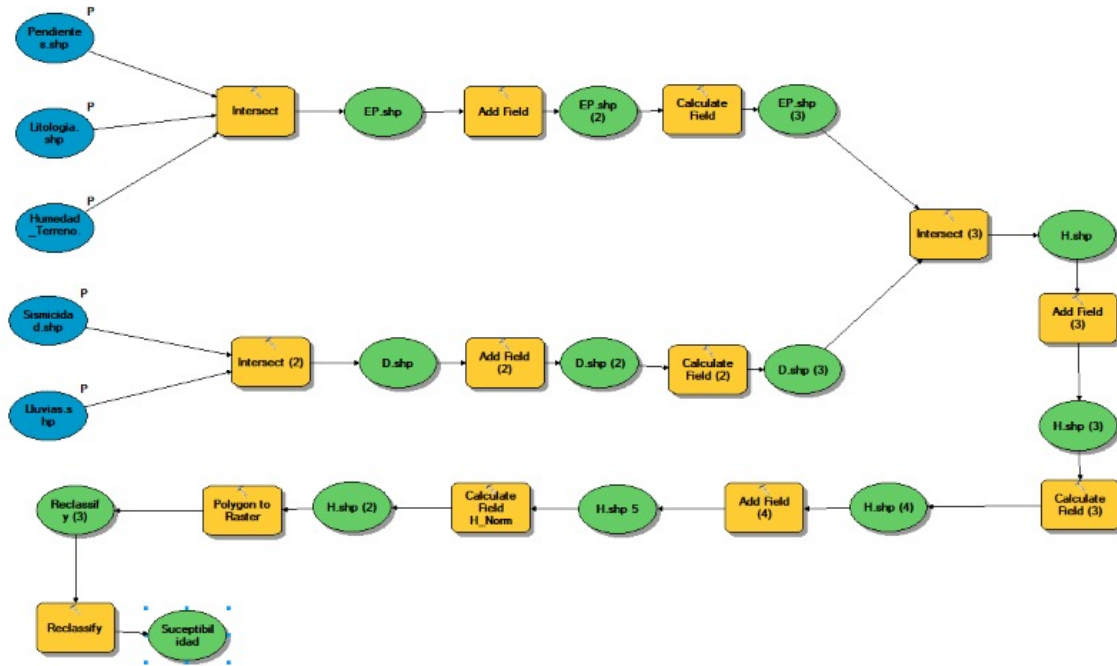 P
Pendiente
s.shp
P
Litologia.
shp
P
Humedad
_Terreno.
Intersect
EP.shp
Add Field
EP.shp
(2)
Calculate
Field
EP.shp
(3)
P
Sismicida
d.shp
P
Lluvias.s
hp
Intersect (2)
D.shp
Add Field
(2)
D.shp (2)
Calculate
Field (2)
D.shp (3)
Intersect (3)
H.shp
Add Field
(3)
H.shp (3)
Calculate
Field (3)
H.shp (4)
Add Field
(4)
H.shp 5
Calculate
Field
H_Norm
H.shp (2)
Polygon to
Raster
Reclassif
y (3)
Reclassify
Suceptibil
idad